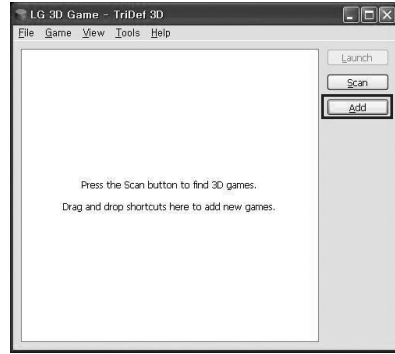 LG 3D Game - TriDef 3D
File Game View Tools Help
Launch
Scan
Add
Press the Scan button to find 3D games.
Drag and drop shortcuts here to add new games.